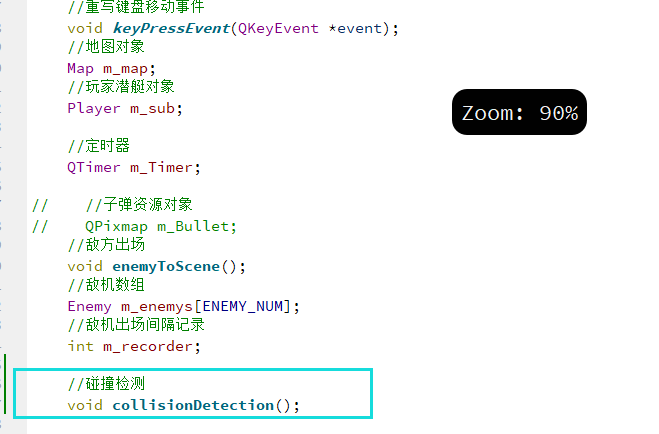 //重写键盘移动事件
void keyPressEvent(QKeyEvent *event);
//地图对象
Map m_map;
//玩家潜艇对象
Player m_sub;
Zoom: 90%
//定时器
QTimer m_Timer;
//    //子弹资源对象
//    QPixmap m_Bullet;
//敌方出场
void enemyToScene();
//敌机数组
Enemy m_enemys[ENEMY_NUM];
//敌机出场间隔记录
int m_recorder;
//碰撞检测
void collisionDetection();